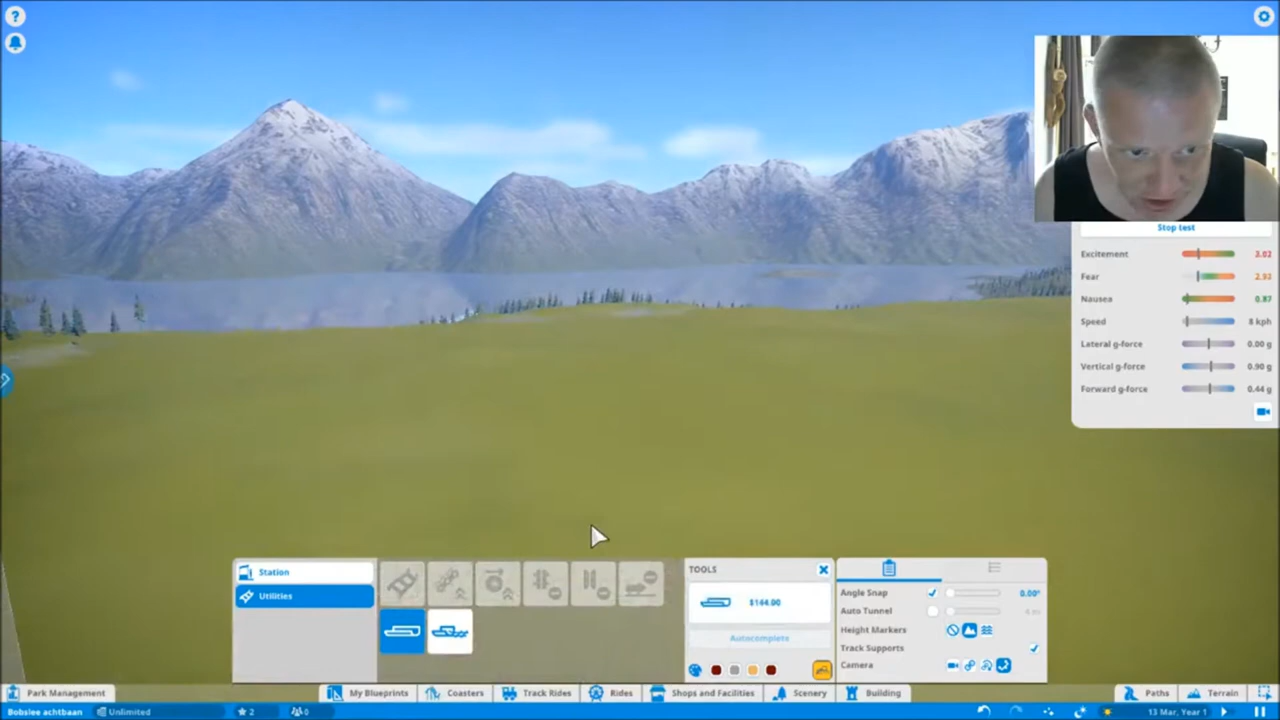 ?
Stop test
Excitement 3.02
Fear 2.93
Nausea 0.87
Speed 8 kph
Lateral g-force 0.00 g
Vertical g-force 0.90 g
Forward g-force 0.44 g
Station
Utilities
TOOLS
$164.00
Autocomplete
Angle Snap 0.00°
Auto Tunnel 4 m
Height Markers
Track Supports
Camera
Park Management
My Blueprints
Coasters
Track Rides
Rides
Shops and Facilities
Scenery
Building
Paths
Terrain
Bobslee achtbaan
Unlimited
2
0
13 Mar, Year 1